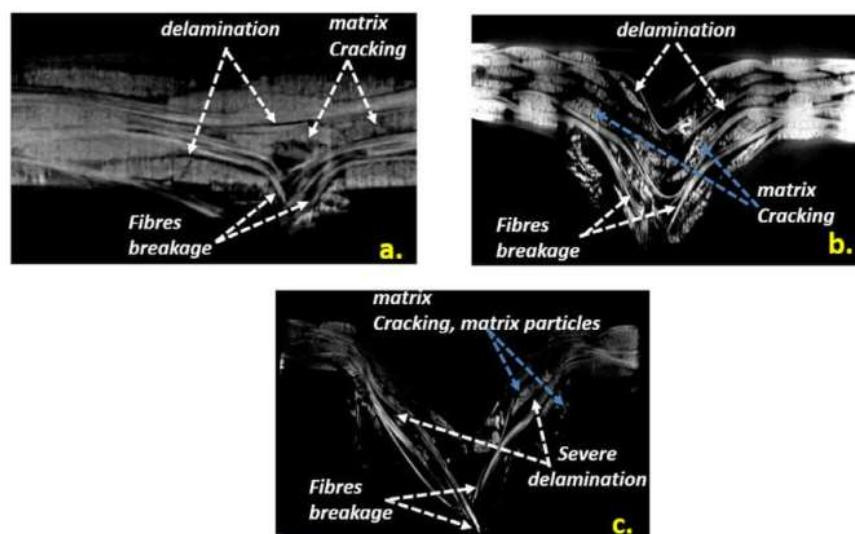 delamination
matrix
Cracking
Fibres
breakage
a.
delamination
matrix
Cracking
Fibres
breakage
b.
matrix
Cracking, matrix particles
Severe
delamination
Fibres
breakage
c.